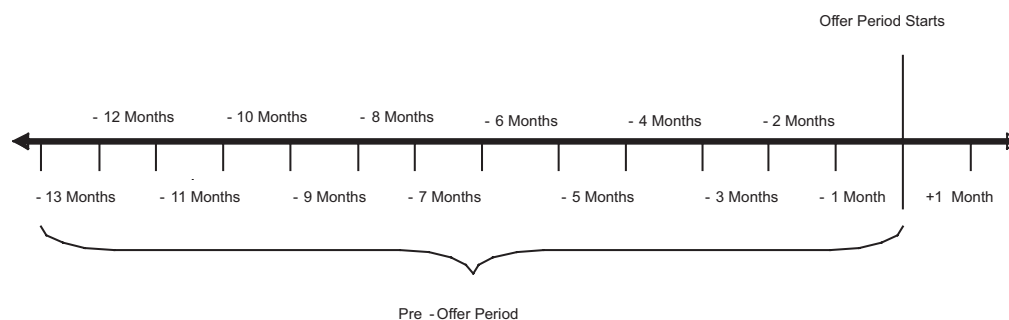 Offer Period Starts
- 12 Months - 10 Months - 8 Months - 6 Months - 4 Months - 2 Months
- 13 Months - 11 Months - 9 Months - 7 Months - 5 Months - 3 Months - 1 Month +1 Month
Pre - Offer Period